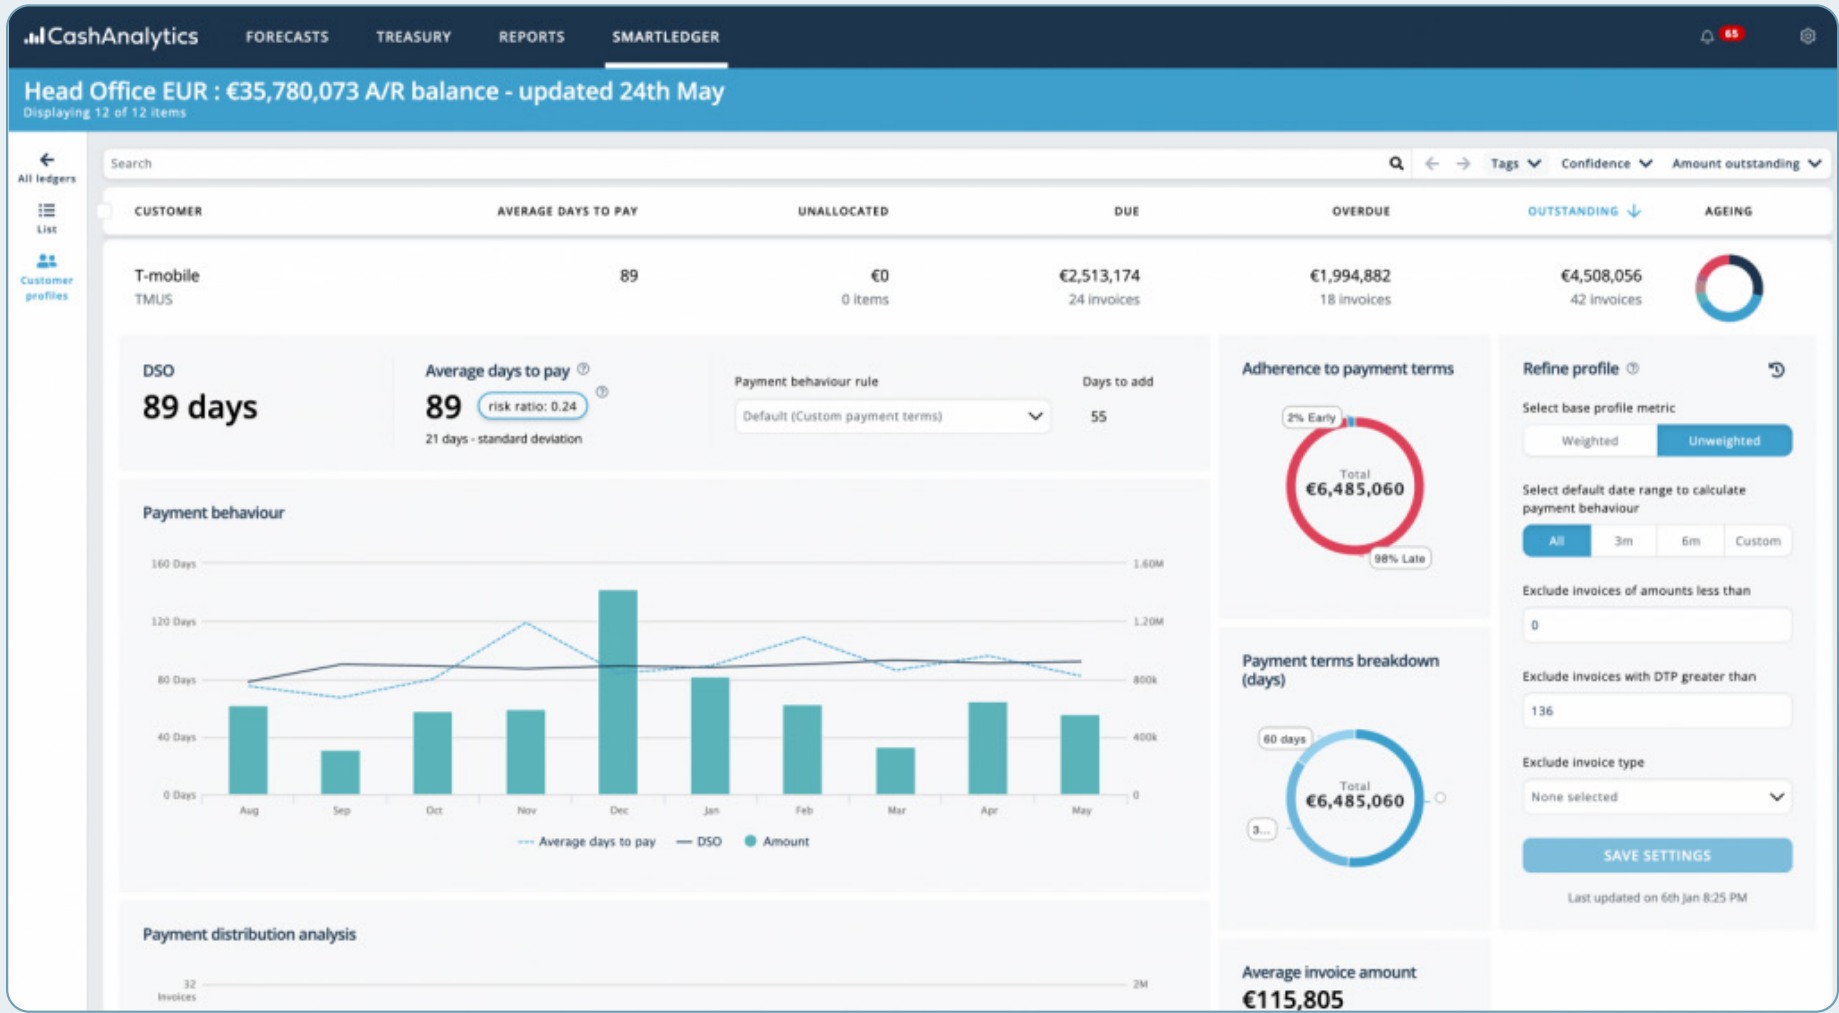 CashAnalytics
FORECASTS
TREASURY
REPORTS
SMARTLEDGER
65
Head Office EUR : €35,780,073 A/R balance - updated 24th May
Displaying 12 of 12 items
All ledgers
List
Customer
profiles
Search
Tags
Confidence
Amount outstanding
CUSTOMER
AVERAGE DAYS TO PAY
UNALLOCATED
DUE
OVERDUE
OUTSTANDING
AGEING
T-mobile
TMUS
89
€0
0 items
€2,513,174
24 invoices
€1,994,882
18 invoices
€4,508,056
42 invoices
DSO
89 days
Average days to pay
89
risk ratio: 0.24
21 days - standard deviation
Payment behaviour rule
Default (Custom payment terms)
Days to add
55
Payment behaviour
160 Days
120 Days
80 Days
40 Days
0 Days
1.60M
1.20M
800k
400k
0
Aug
Sep
Oct
Nov
Dec
Jan
Feb
Mar
Apr
May
Average days to pay
DSO
Amount
Payment distribution analysis
32
Invoices
2M
Adherence to payment terms
2% Early
Total
€6,485,060
98% Late
Payment terms breakdown
(days)
60 days
Total
€6,485,060
3...
Average invoice amount
€115,805
Refine profile
Select base profile metric
Weighted
Unweighted
Select default date range to calculate
payment behaviour
All
3m
6m
Custom
Exclude invoices of amounts less than
0
Exclude invoices with DTP greater than
136
Exclude invoice type
None selected
SAVE SETTINGS
Last updated on 6th Jan 8:25 PM